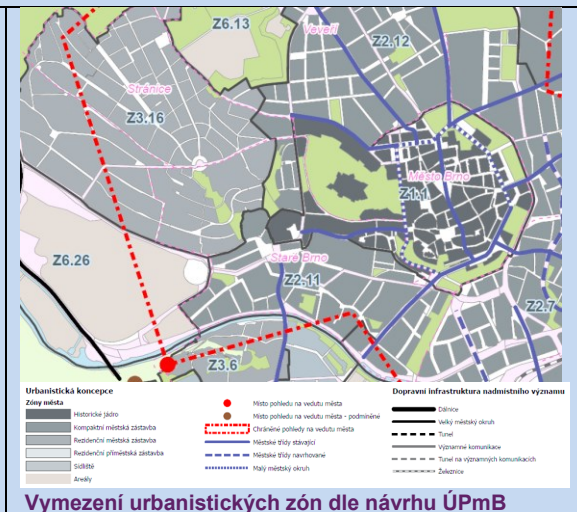 Z6.13
Veveří
Z2.12
Stránice
Z3.16
Město Brno
Z1.1
Z6.26
Staré Brno
Z2.11
Z2.7
Z3.6
Urbanistická koncepce
Zóny města
Historické jádro
Kompaktní městská zástavba
Rezidenční městská zástavba
Rezidenční příměstská zástavba
Sídliště
Areály
Místo pohledu na vedutu města
Místo pohledu na vedutu města - podmíněné
Chráněné pohledy na vedutu města
Městské třídy stávající
Městské třídy navrhované
Malý městský okruh
Dopravní infrastruktura nadmístního významu
Dálnice
Velký městský okruh
Tunel
Významné komunikace
Tunel na významných komunikacích
Železnice
Vymezení urbanistických zón dle návrhu ÚPmB